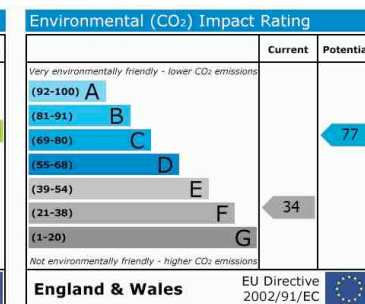 Environmental (CO₂) Impact Rating
Current Potentia
Very environmentally friendly - lower CO₂ emissions
(92-100) A
(81-91) B
(69-80) C
77
(55-68) D
(39-54) E
(21-38) F
34
(1-20) G
Not environmentally friendly - higher CO₂ emissions
England & Wales
EU Directive
2002/91/EC